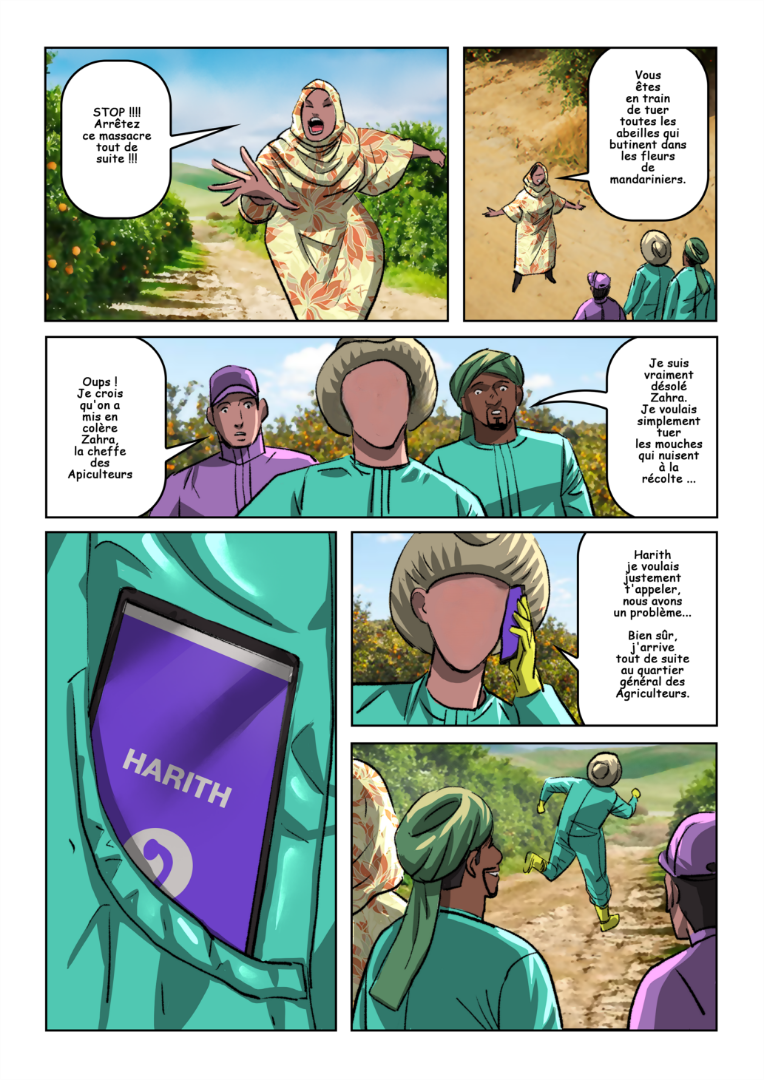 STOP !!!!
Arrêtez
ce massacre
tout de
suite !!!
Vous
êtes
en train
de tuer
toutes les
abeilles qui
butinent dans
les fleurs
de
mandariniers.
Oups !
Je crois
qu'on a
mis en
colère
Zahra,
la cheffe
des
Apiculteurs
Je suis
vraiment
désolé
Zahra.
Je voulais
simplement
tuer
les mouches
qui nuisent
à la
récolte ...
HARITH
Harith
je voulais
justement
t'appeler,
nous avons
un problème...
Bien sûr,
j'arrive
tout de suite
au quartier
général des
Agriculteurs.